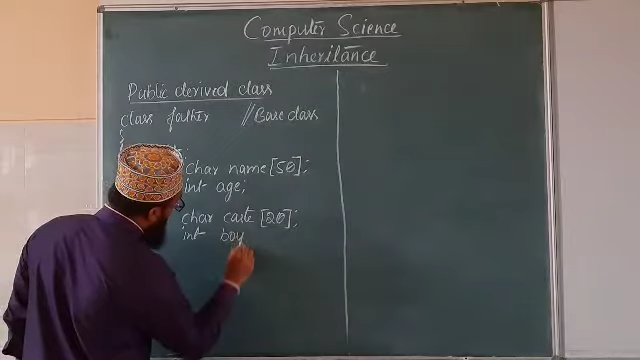 Computer Science
Inheritance
Public derived class
class father //Base class
{
char name[50];
int age;
char caste [20];
int boy